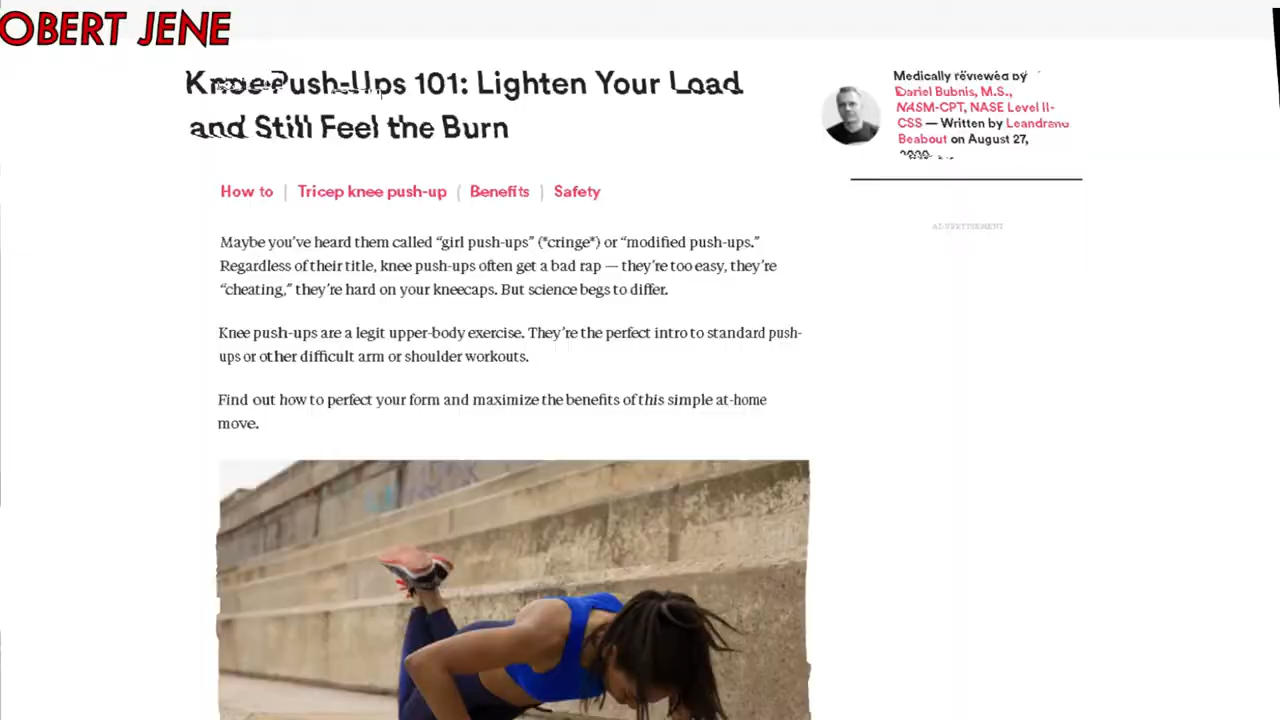 OBERT JENE
Knee Push-Ups 101: Lighten Your Load
and Still Feel the Burn
Medically reviewed by
Daniel Bubnis, M.S.,
NASM-CPT, NASE Level II-
CSS — Written by Leandrano
Beabout on August 27,
2020
How to | Tricep knee push-up | Benefits | Safety
ADVERTISEMENT
Maybe you’ve heard them called “girl push-ups” (*cringe*) or “modified push-ups.”
Regardless of their title, knee push-ups often get a bad rap — they’re too easy, they’re
“cheating,” they’re hard on your kneecaps. But science begs to differ.
Knee push-ups are a legit upper-body exercise. They’re the perfect intro to standard push-
ups or other difficult arm or shoulder workouts.
Find out how to perfect your form and maximize the benefits of this simple at-home
move.